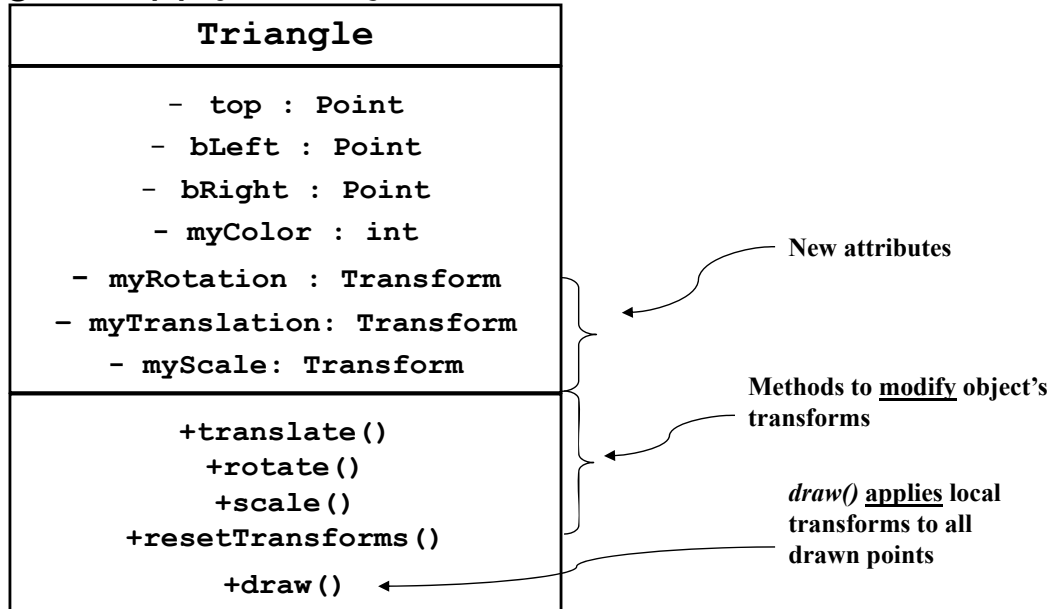 Triangle
- top : Point
- bLeft : Point
- bRight : Point
- myColor : int
- myRotation : Transform
- myTranslation: Transform
- myScale: Transform
+translate()
+rotate()
+scale()
+resetTransforms()
+draw()
New attributes
Methods to modify object's
transforms
draw() applies local
transforms to all
drawn points